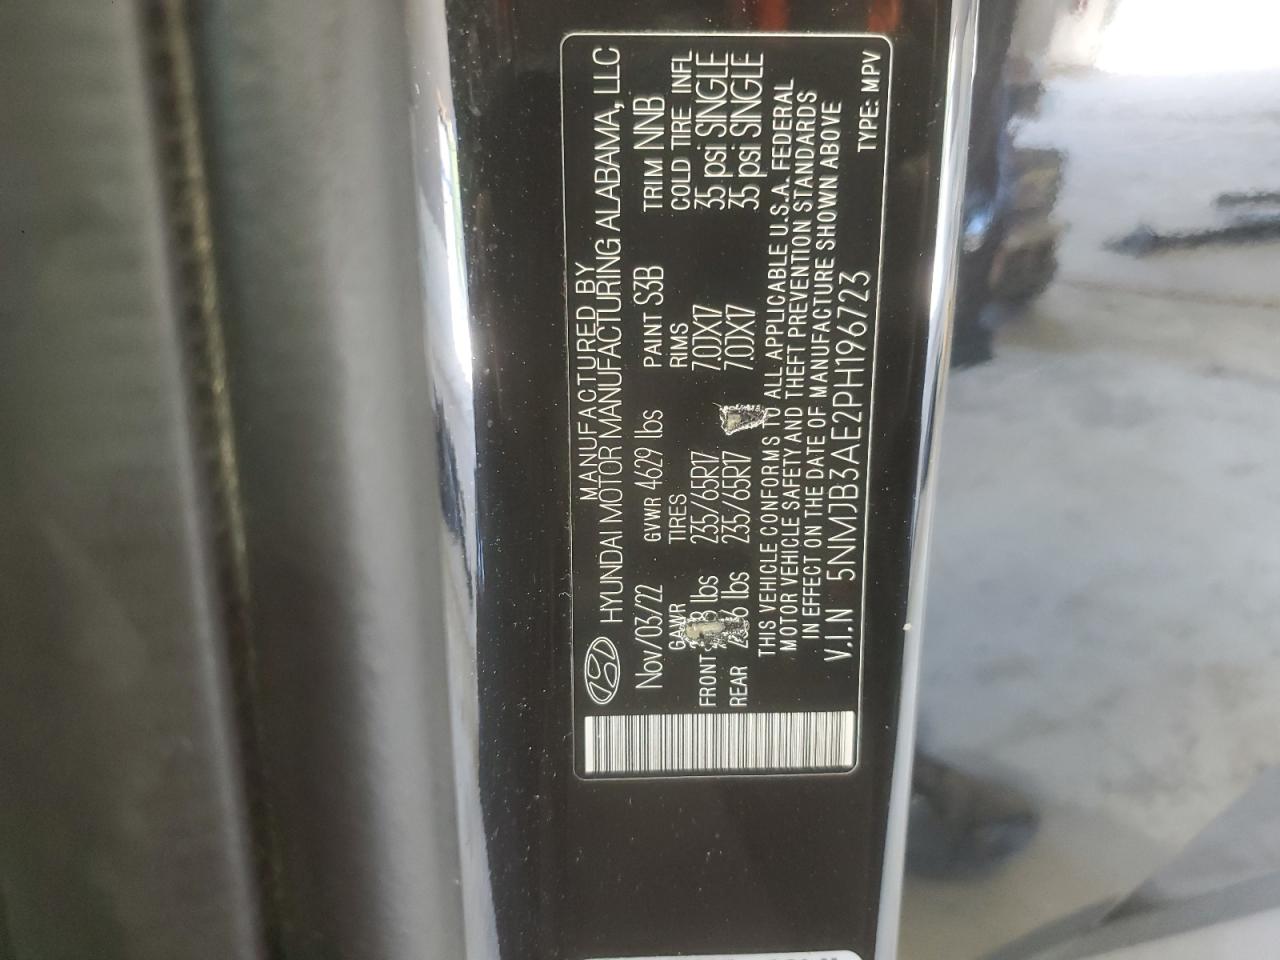 MANUFACTURED BY
HYUNDAI MOTOR MANUFACTURING ALABAMA, LLC
Nov/03/22 GVWR 4629 lbs PAINT S3B TRIM NNB
GAWR TIRES RIMS COLD TIRE INFL
FRONT lbs 235/65R17 7.0JX17 35 psi SINGLE
REAR lbs 235/65R17 7.0JX17 35 psi SINGLE
THIS VEHICLE CONFORMS TO ALL APPLICABLE U.S.A. FEDERAL
MOTOR VEHICLE SAFETY AND THEFT PREVENTION STANDARDS
IN EFFECT ON THE DATE OF MANUFACTURE SHOWN ABOVE
V.I.N 5NMJB3AE2PH196723
TYPE: MPV